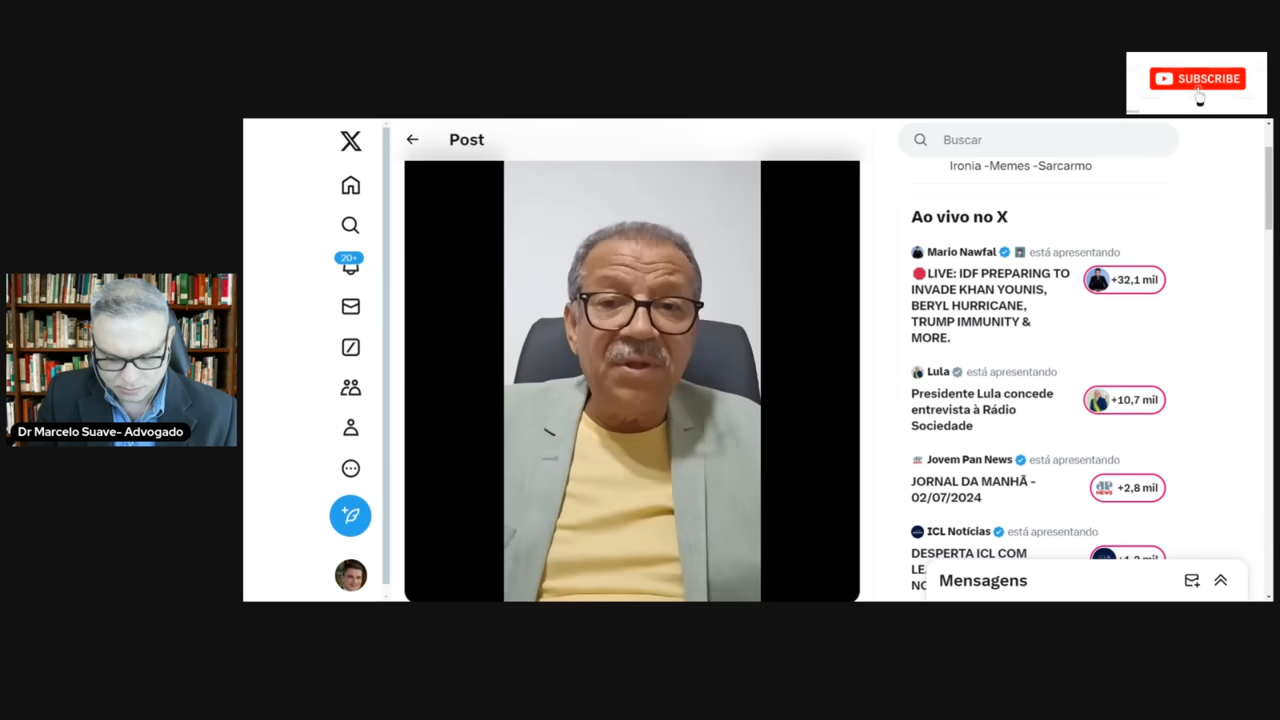 SUBSCRIBE
Post
Buscar
Ironia -Memes -Sarcarmo
20+
Ao vivo no X
Mario Nawfal está apresentando
LIVE: IDF PREPARING TO
INVADE KHAN YOUNIS,
BERYL HURRICANE,
TRUMP IMMUNITY &
MORE.
+32,1 mil
Lula está apresentando
Presidente Lula concede
entrevista à Rádio
Sociedade
+10,7 mil
Jovem Pan News está apresentando
JORNAL DA MANHÃ -
02/07/2024
JP NEWS +2,8 mil
ICL Notícias está apresentando
DESPERTA ICL COM
Mensagens
Dr Marcelo Suave- Advogado